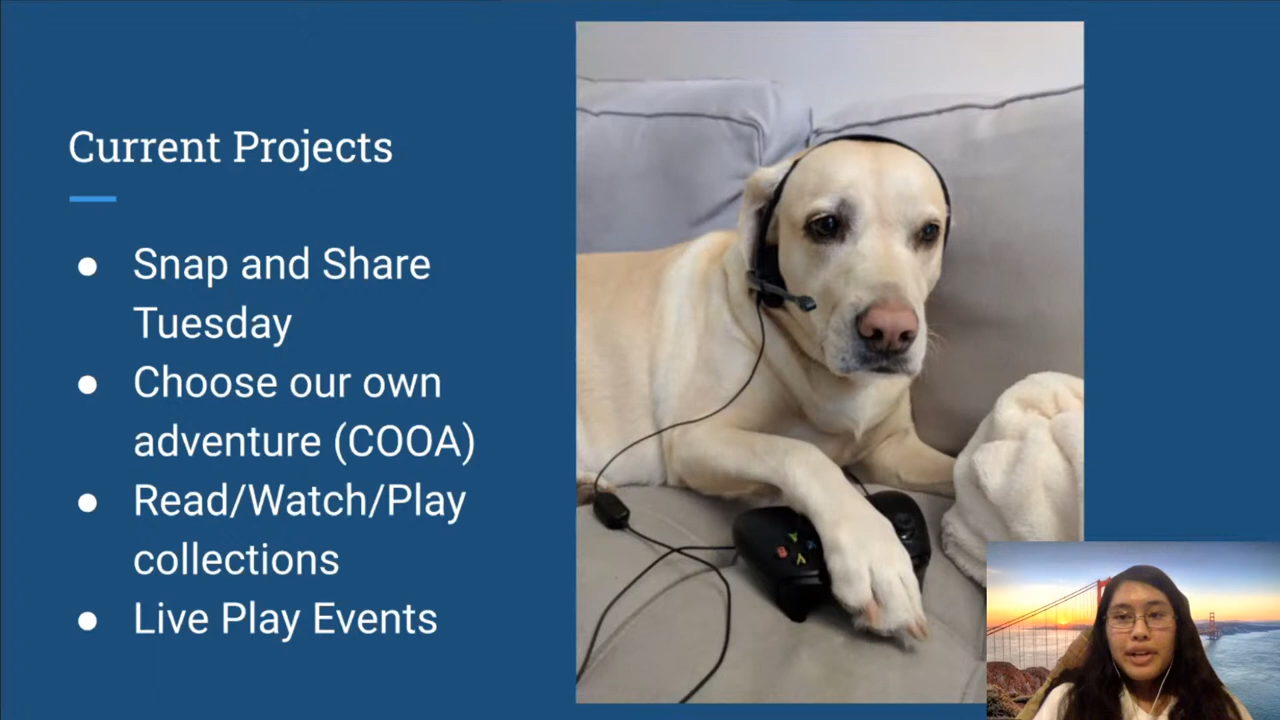 Current Projects
Snap and Share
Tuesday
Choose our own
adventure (COOA)
Read/Watch/Play
collections
Live Play Events